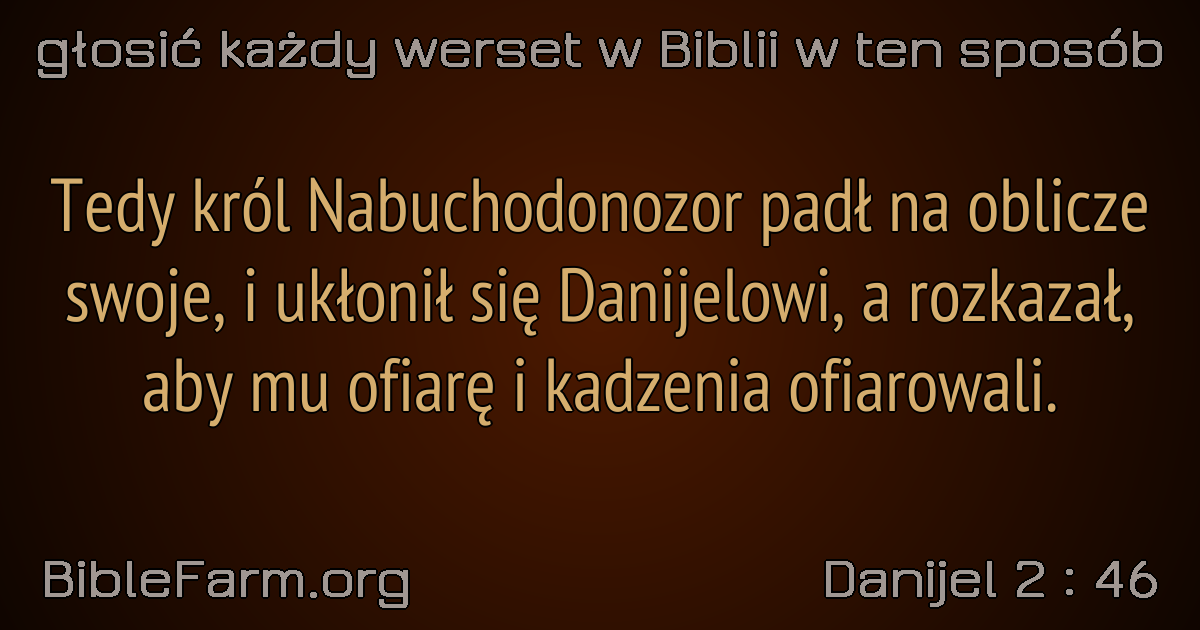 głosić każdy werset w Biblii w ten sposób
Tedy król Nabuchodonozor padł na oblicze
swoje, i ukłonił się Danijelowi, a rozkazał,
aby mu ofiarę i kadzenia ofiarowali.
BibleFarm.org
Danijel 2 : 46